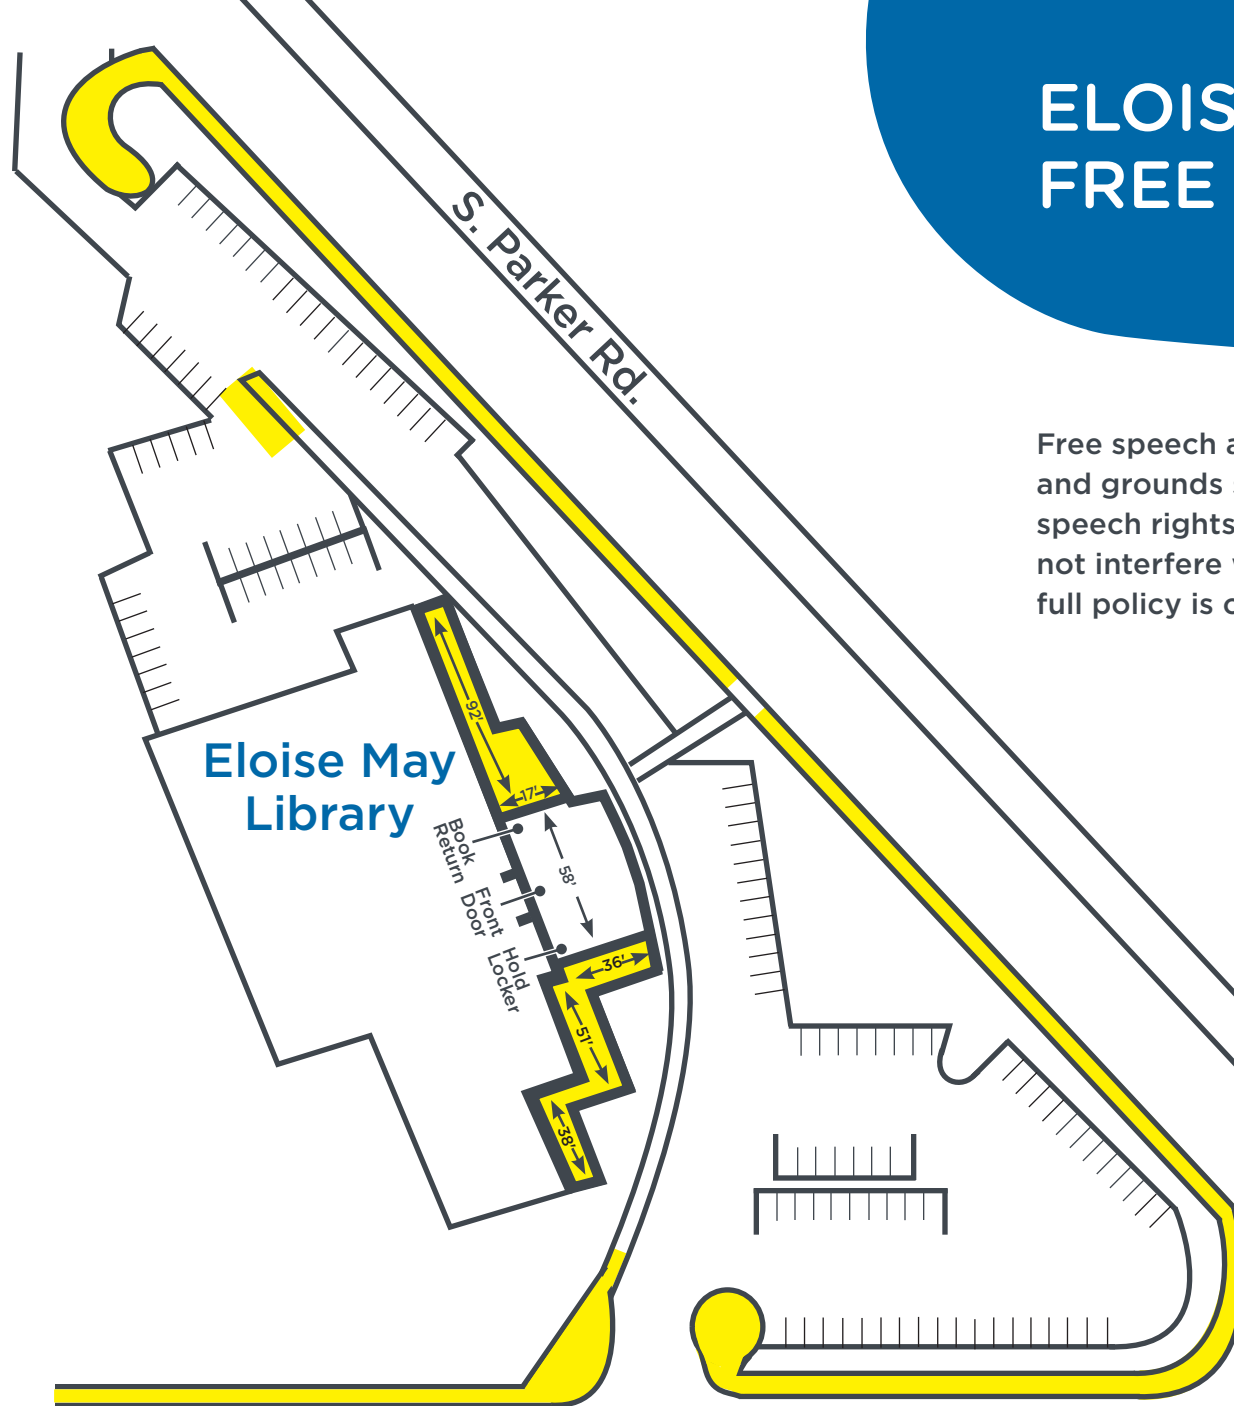 ELOIS
FREE
S. Parker Rd.
Free speech a
and grounds
speech rights
not interfere
full policy is
Eloise May
Library
92'
17'
Book
Return
58'
Front
Door
Hold
Locker
36'
51'
38'